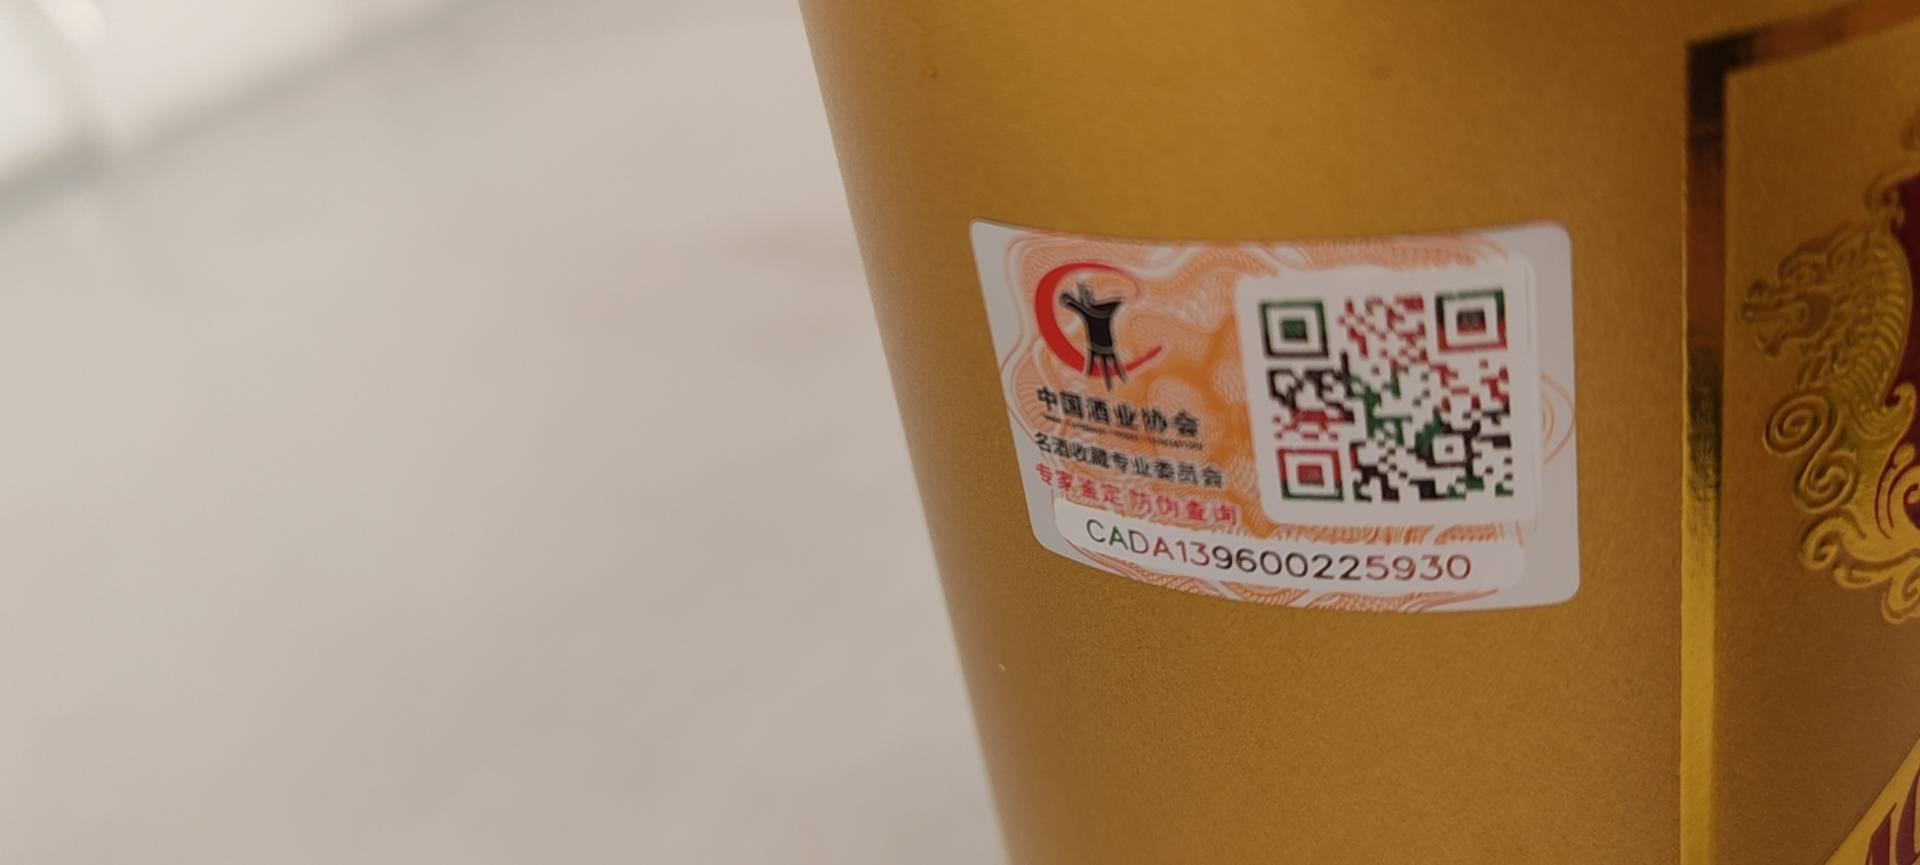 中国酒业协会
名酒收藏专业委员会
专家鉴定 防伪查询
CADA139600225930